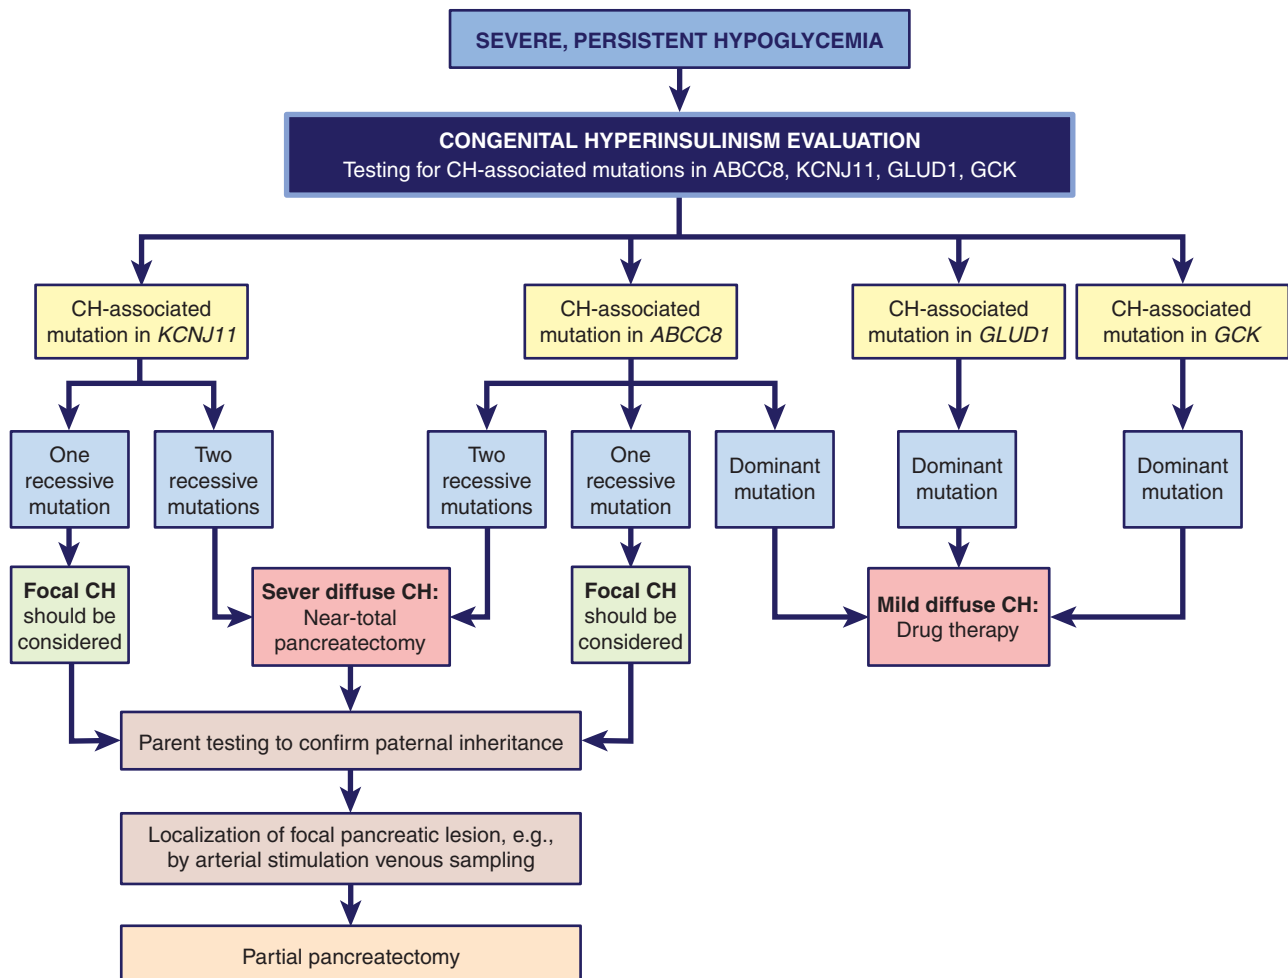 SEVERE, PERSISTENT HYPOGLYCEMIA
CONGENITAL HYPERINSULINISM EVALUATION
Testing for CH-associated mutations in ABCC8, KCNJ11, GLUD1, GCK
CH-associated
mutation in KCNJ11
CH-associated
mutation in ABCC8
CH-associated
mutation in GLUD1
CH-associated
mutation in GCK
One
recessive
mutation
Two
recessive
mutations
Two
recessive
mutations
One
recessive
mutation
Dominant
mutation
Dominant
mutation
Dominant
mutation
Focal CH
should be
considered
Sever diffuse CH:
Near-total
pancreatectomy
Focal CH
should be
considered
Mild diffuse CH:
Drug therapy
Parent testing to confirm paternal inheritance
Localization of focal pancreatic lesion, e.g.,
by arterial stimulation venous sampling
Partial pancreatectomy